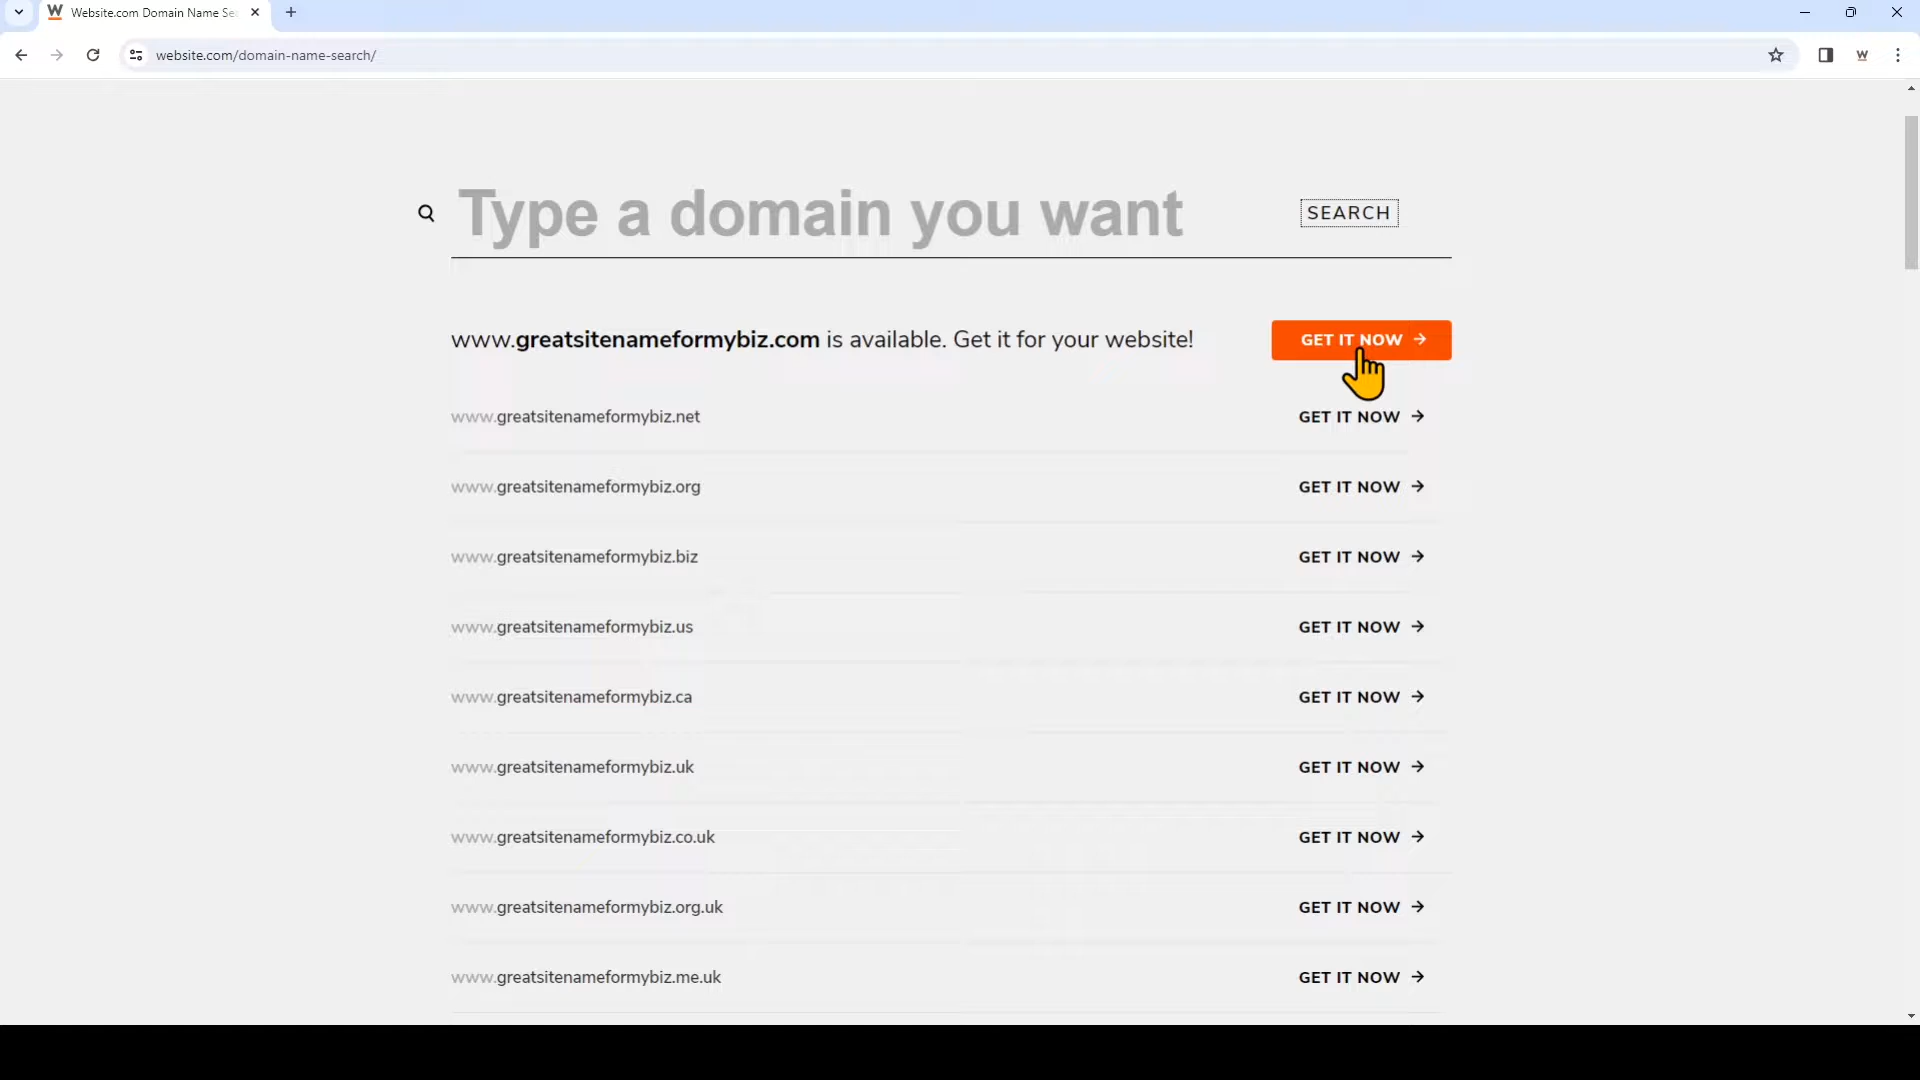 W Website.com Domain Name Se
website.com/domain-name-search/
W
Type a domain you want
SEARCH
www.greatsitenameformybiz.com is available. Get it for your website!
GET IT NOW →
www.greatsitenameformybiz.net
GET IT NOW →
www.greatsitenameformybiz.org
GET IT NOW →
www.greatsitenameformybiz.biz
GET IT NOW →
www.greatsitenameformybiz.us
GET IT NOW →
www.greatsitenameformybiz.ca
GET IT NOW →
www.greatsitenameformybiz.uk
GET IT NOW →
www.greatsitenameformybiz.co.uk
GET IT NOW →
www.greatsitenameformybiz.org.uk
GET IT NOW →
www.greatsitenameformybiz.me.uk
GET IT NOW →